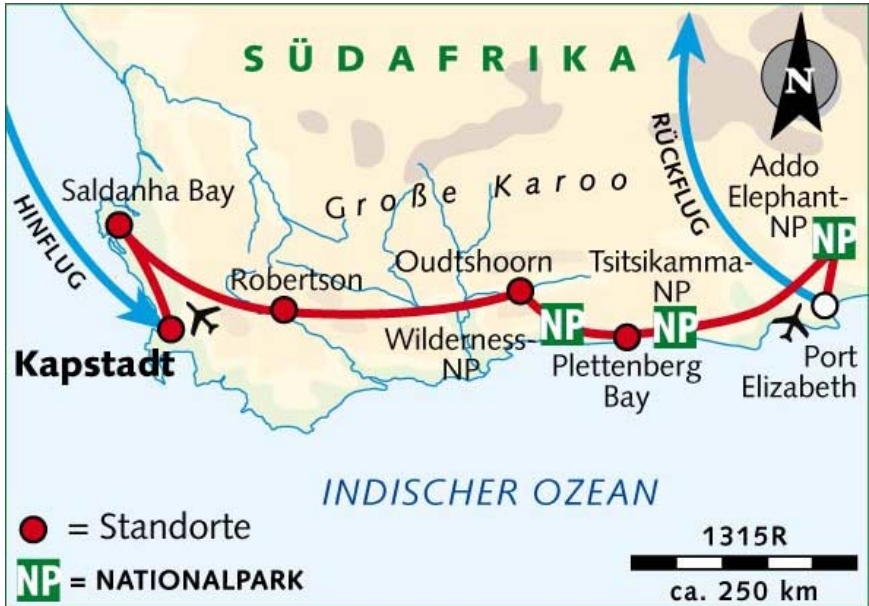 SÜDAFRIKA
N
HINFLUG
RÜCKFLUG
Saldanha Bay
Große Karoo
Addo
Elephant-
NP
NP
Robertson
Oudtshoorn
Tsitsikamma-
NP
Kapstadt
Wilderness-
NP
NP
NP
Plettenberg
Bay
Port
Elizabeth
INDISCHER OZEAN
= Standorte
NP = NATIONALPARK
1315R
ca. 250 km